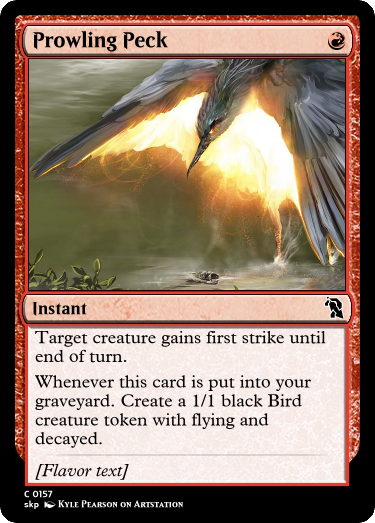 Prowling Peck
Instant
Target creature gains first strike until
end of turn.
Whenever this card is put into your
graveyard. Create a 1/1 black Bird
creature token with flying and
decayed.
[Flavor text]
C 0157
skp Kyle Pearson on Artstation